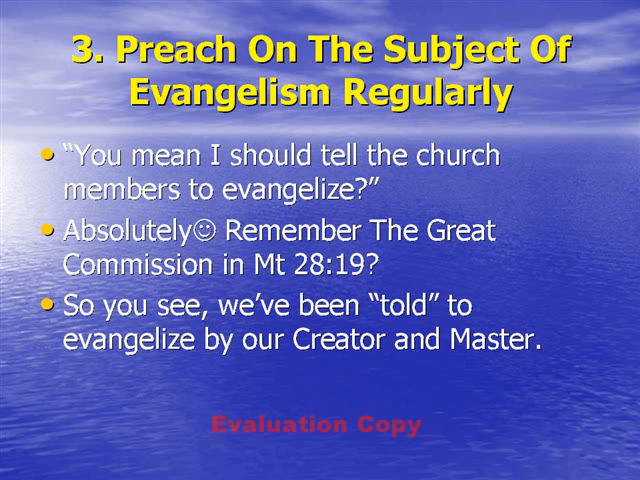 3. Preach On The Subject Of
Evangelism Regularly
• “You mean I should tell the church
members to evangelize?”
• Absolutely☺ Remember The Great
Commission in Mt 28:19?
• So you see, we’ve been “told” to
evangelize by our Creator and Master.
Evaluation Copy